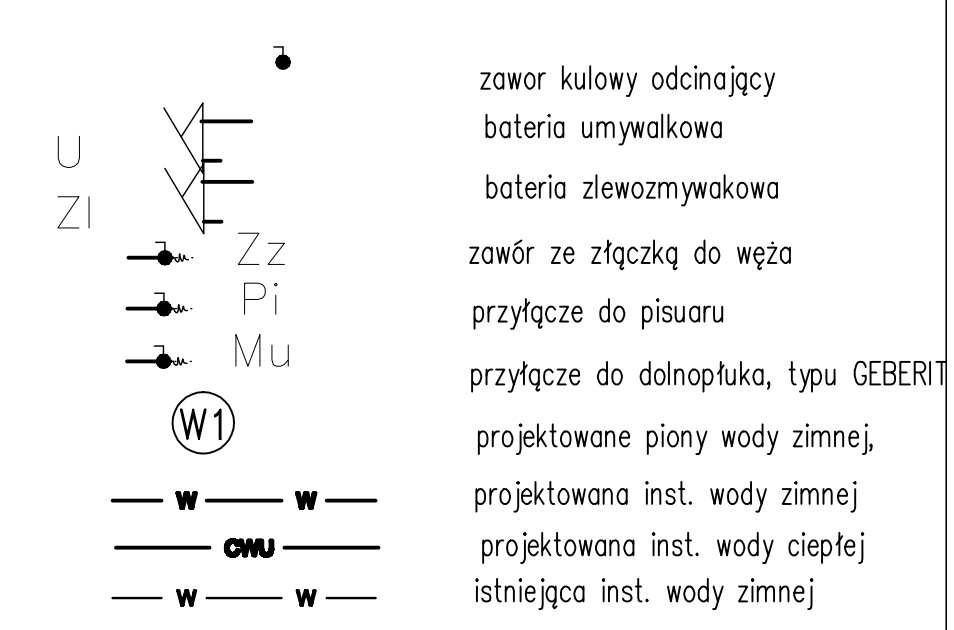 zawor kulowy odcinający
bateria umywalkowa
U
bateria zlewozmywakowa
Zl
Zz zawór ze złączką do węża
Pi przyłącze do pisuaru
Mu przyłącze do dolnopłuka, typu GEBERIT
W1 projektowane piony wody zimnej,
W W projektowana inst. wody zimnej
CWU projektowana inst. wody ciepłej
W W istniejąca inst. wody zimnej